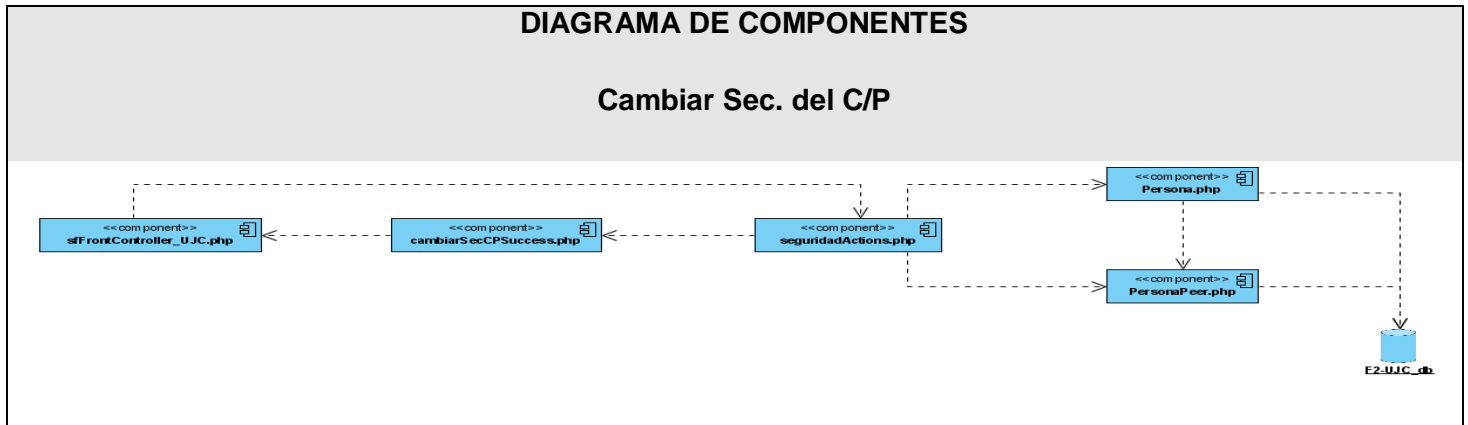 DIAGRAMA DE COMPONENTES
Cambiar Sec. del C/P
<<component>>
Persona.php
<<component>>
sfFrontController_UJC.php
<<component>>
cambiarSecCPSuccess.php
<<component>>
seguridadActions.php
<<component>>
PersonaPeer.php
F2-UJC_db